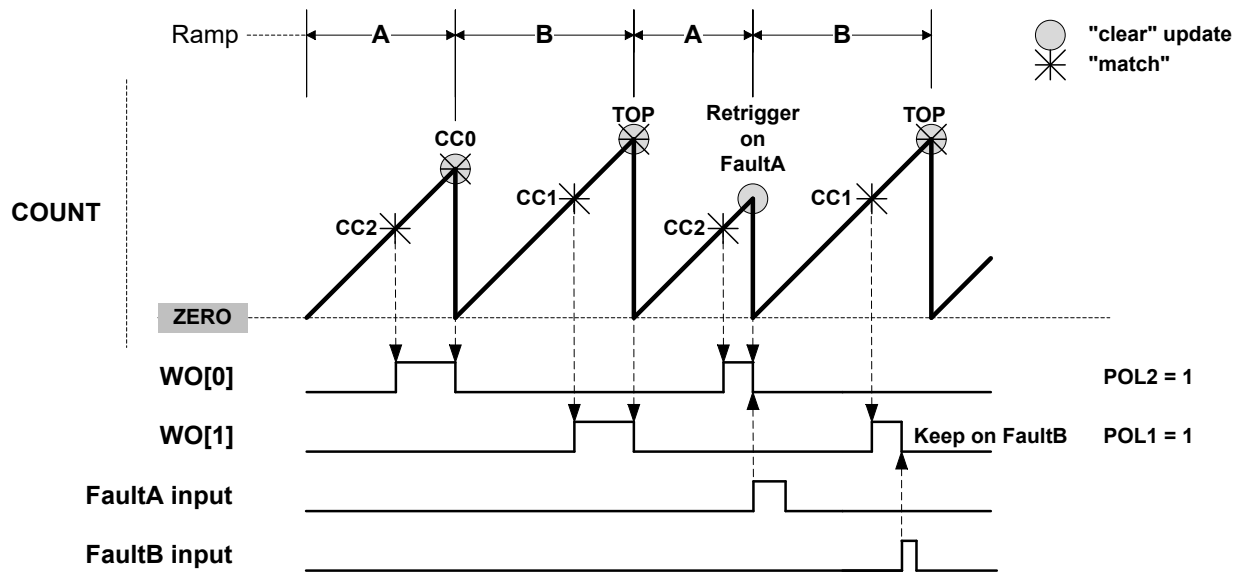 Ramp
A
B
A
B
"clear" update
"match"
TOP
Retrigger
on
FaultA
TOP
CC0
CC1
CC1
COUNT
CC2
CC2
ZERO
WO[0]
POL2 = 1
WO[1]
Keep on FaultB
POL1 = 1
FaultA input
FaultB input